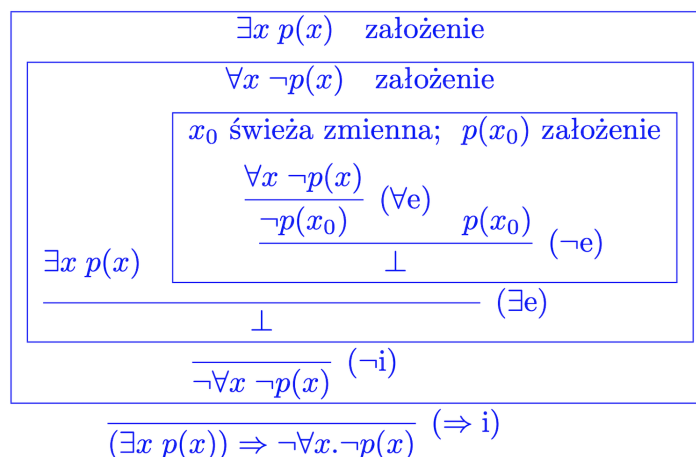 ∃x p(x) założenie
∀x ¬p(x) założenie
x₀ świeża zmienna; p(x₀) założenie
∀x ¬p(x)
(∀e)
¬p(x₀) p(x₀)
(¬e)
∃x p(x) ⊥
(∃e)
⊥
(¬i)
¬∀x ¬p(x)
(⇒ i)
(∃x p(x)) ⇒ ¬∀x.¬p(x)